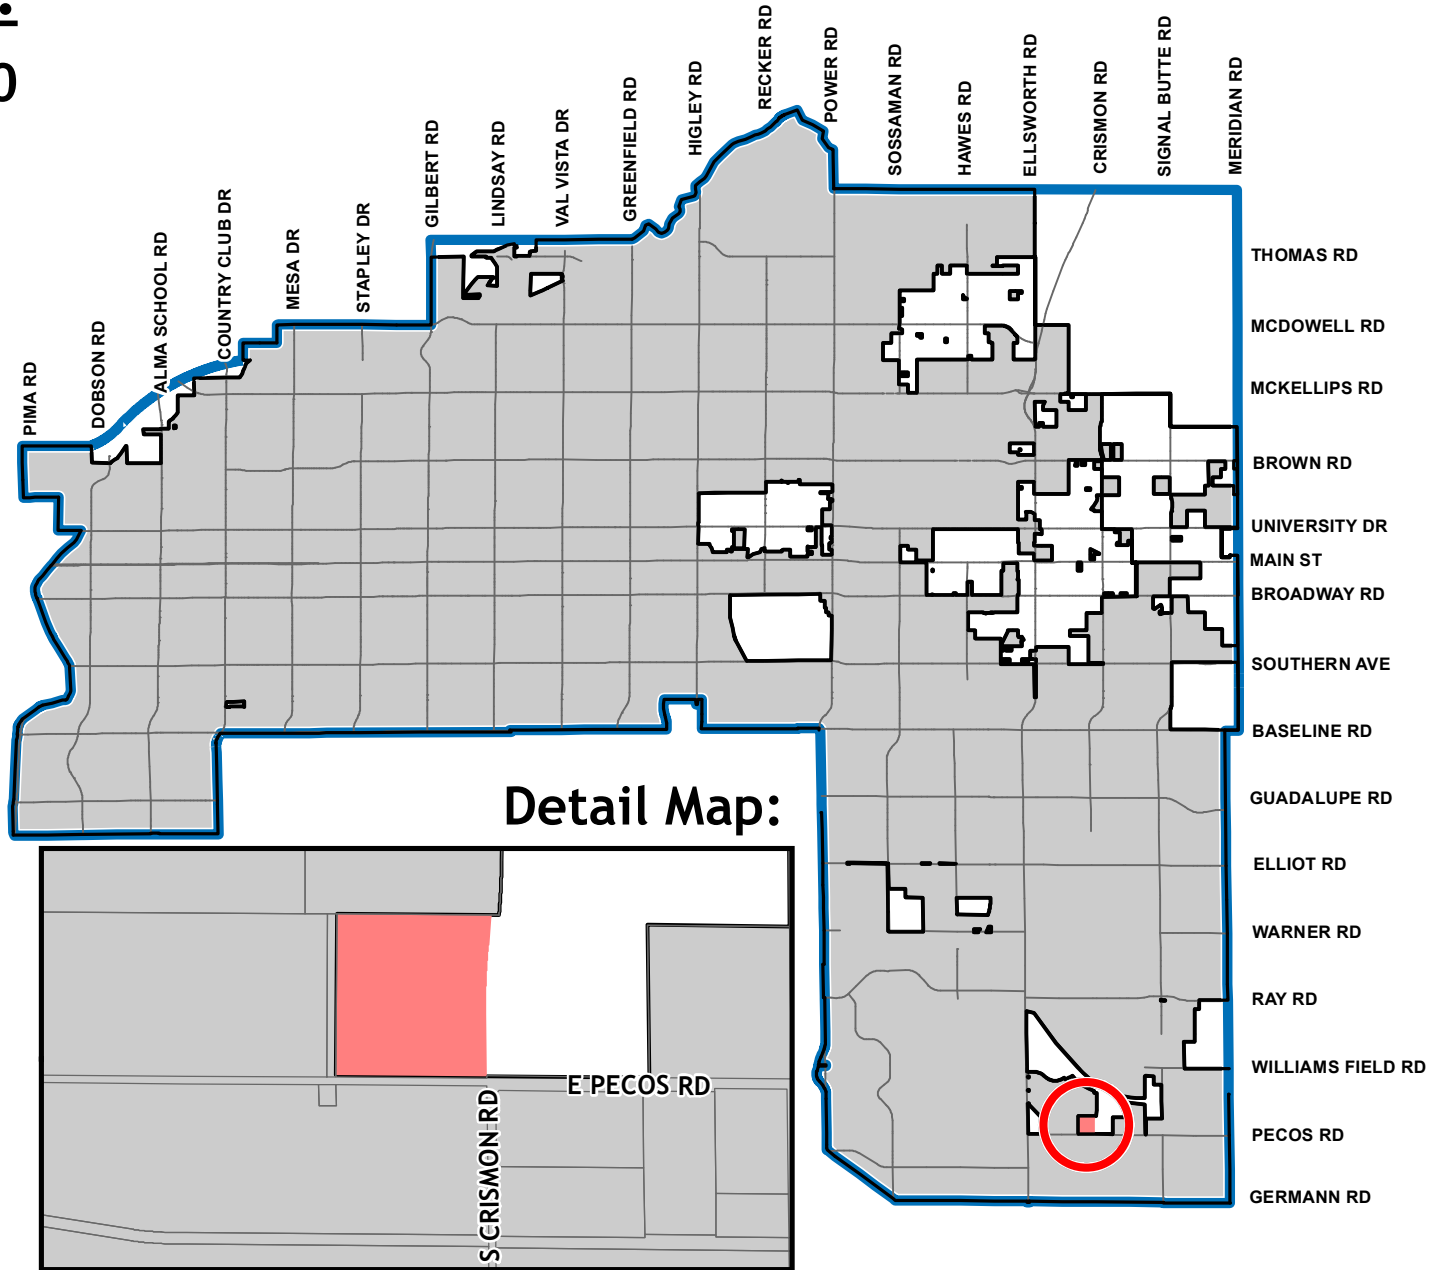 0
PIMA RD
DOBSON RD
ALMA SCHOOL RD
COUNTRY CLUB DR
MESA DR
STAPLEY DR
GILBERT RD
LINDSAY RD
VAL VISTA DR
GREENFIELD RD
HIGLEY RD
RECKER RD
POWER RD
SOSSAMAN RD
HAWES RD
ELLSWORTH RD
CRISMON RD
SIGNAL BUTTE RD
MERIDIAN RD
THOMAS RD
MCDOWELL RD
MCKELLIPS RD
BROWN RD
UNIVERSITY DR
MAIN ST
BROADWAY RD
SOUTHERN AVE
BASELINE RD
GUADALUPE RD
ELLIOT RD
WARNER RD
RAY RD
WILLIAMS FIELD RD
PECOS RD
GERMANN RD
Detail Map:
E PECOS RD
S CRISMON RD